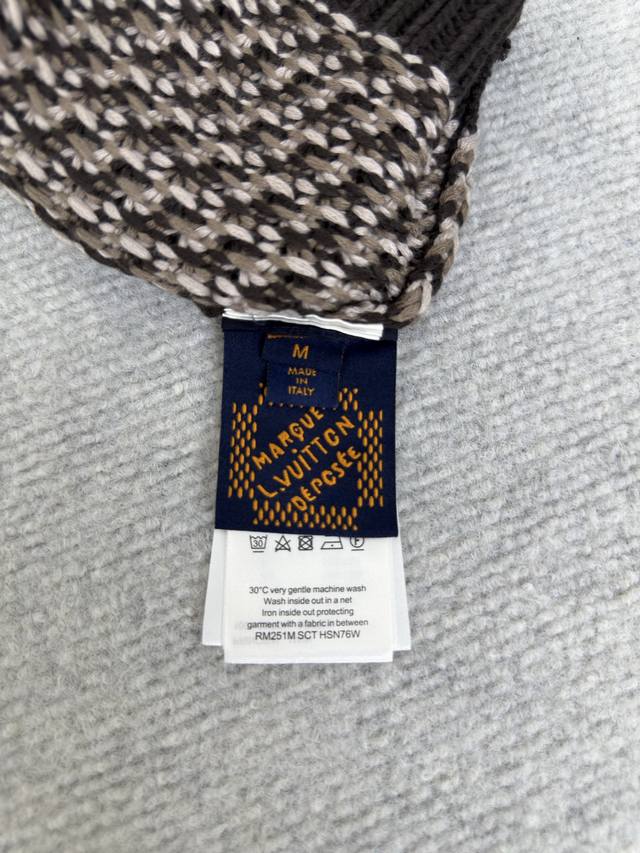 M
MADE
IN
ITALY
MARQUE
L.VUITTON
DÉPOSÉE
30
F
30°C very gentle machine wash
Wash inside out in a net
Iron inside out protecting
garment with a fabric in between
RM251M SCT HSN76W